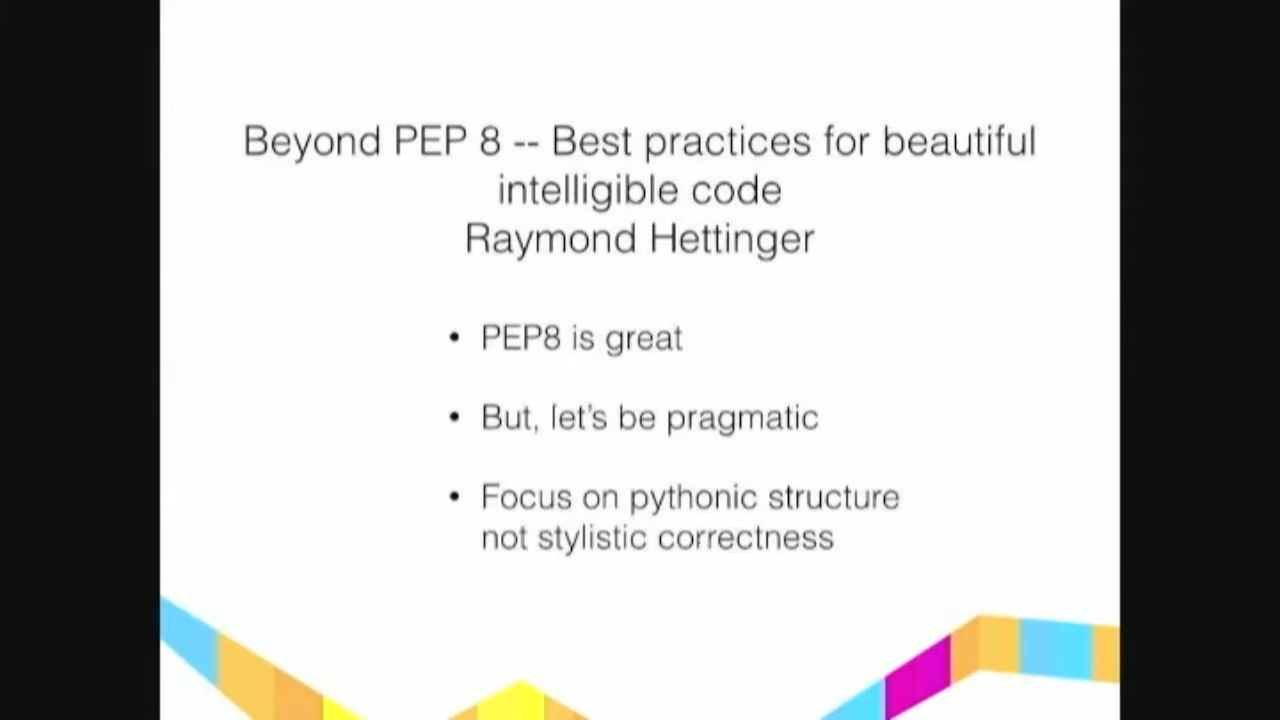 Beyond PEP 8 -- Best practices for beautiful
intelligible code
Raymond Hettinger
• PEP8 is great
• But, let's be pragmatic
• Focus on pythonic structure
not stylistic correctness